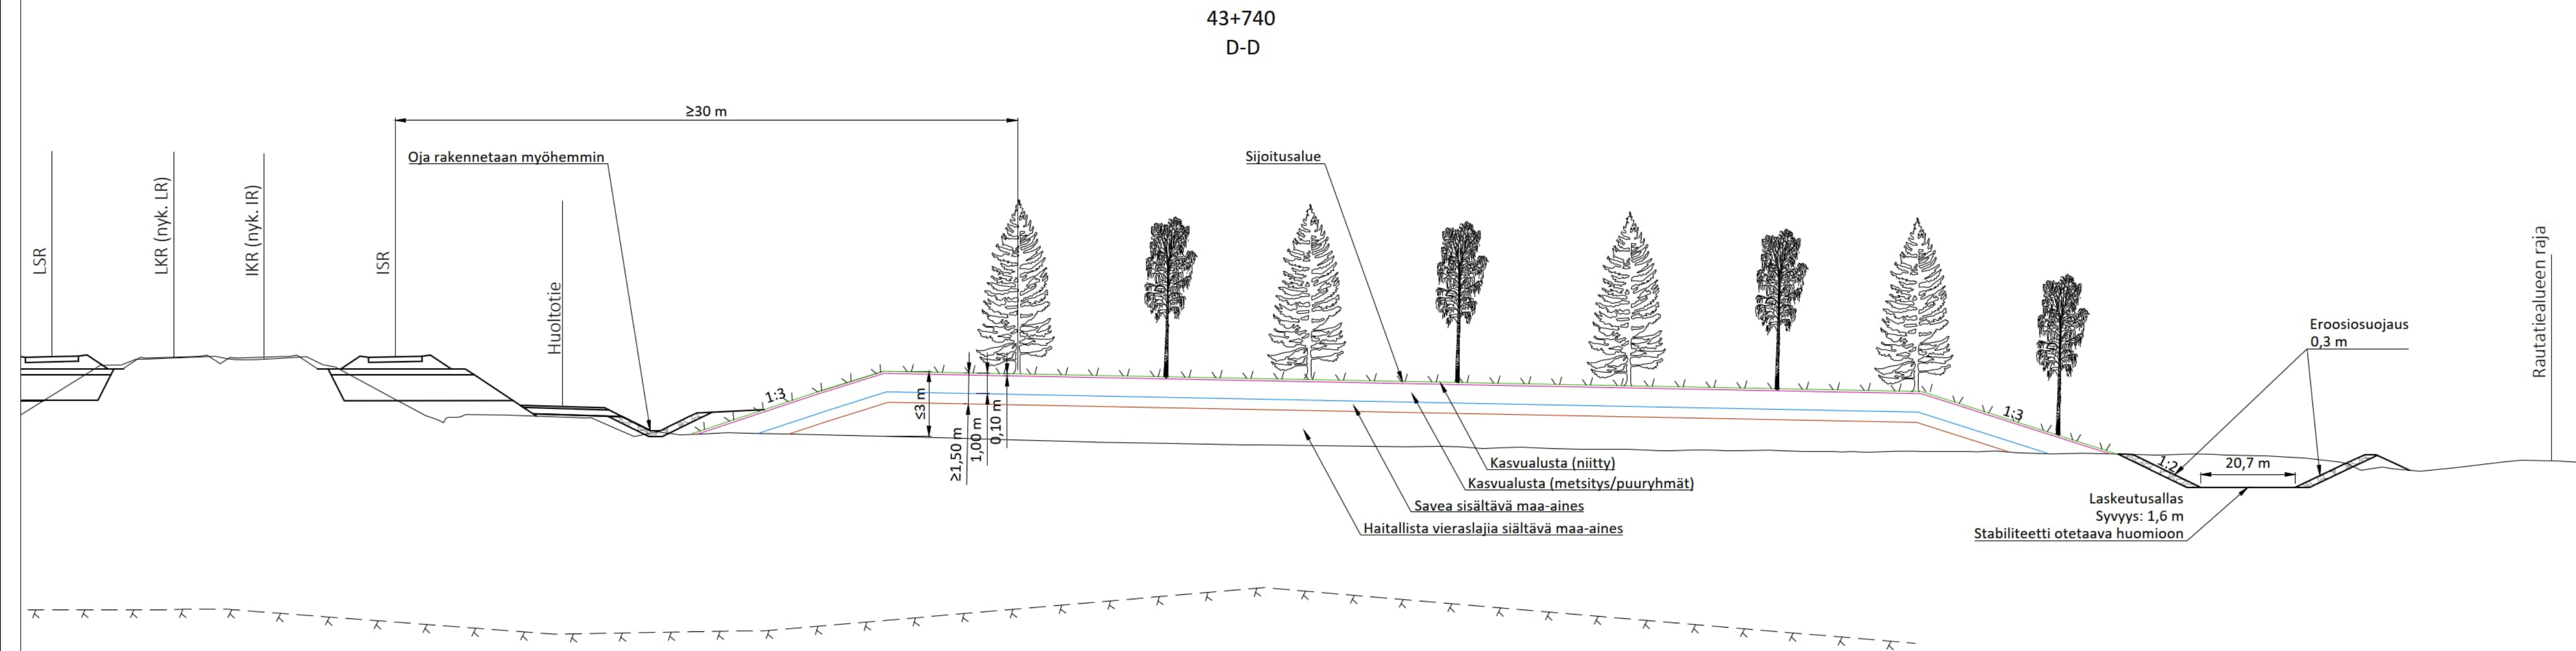 43+740
D-D
≥30 m
Oja rakennetaan myöhemmin
Sijoitusalue
LSR
LKR (nyk. LR)
IKR (nyk. IR)
ISR
Huoltotie
Rautatiealueen raja
Eroosiosuojaus
0,3 m
1:3
≤3 m
≥1,50 m
1,00 m
0,10 m
1:3
1:2
20,7 m
Kasvualusta (niitty)
Kasvualusta (metsitys/puuryhmät)
Savea sisältävä maa-aines
Haitallista vieraslajia siältävä maa-aines
Laskeutusallas
Syvyys: 1,6 m
Stabiliteetti otetaava huomioon